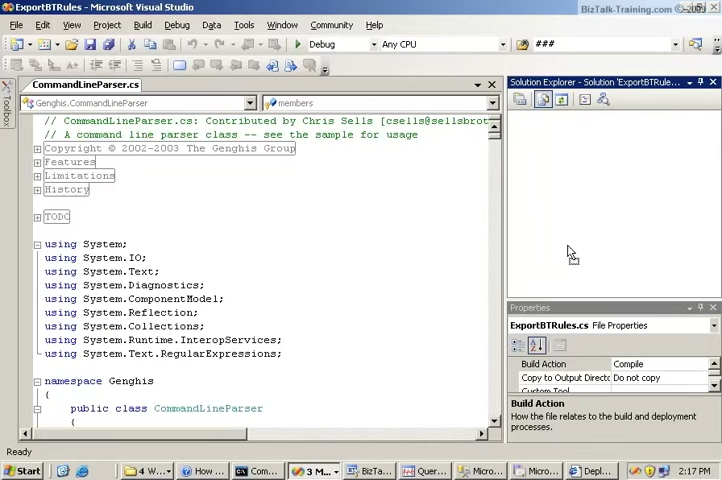 ExportBTRules - Microsoft Visual Studio
BizTalk-Training.com
File Edit View Project Build Debug Data Tools Window Community Help
Debug Any CPU ###
Toolbox
CommandLineParser.cs
Genghis.CommandLineParser members
// CommandLineParser.cs: Contributed by Chris Sells [csells@sellsbrot
// A command line parser class -- see the sample for usage
Copyright © 2002-2003 The Genghis Group
Features
Limitations
History
TODO
using System;
using System.IO;
using System.Text;
using System.Diagnostics;
using System.ComponentModel;
using System.Reflection;
using System.Collections;
using System.Runtime.InteropServices;
using System.Text.RegularExpressions;
namespace Genghis
{
public class CommandLineParser
{
Solution Explorer - Solution 'ExportBTRule...
Properties
ExportBTRules.cs File Properties
Build Action Compile
Copy to Output Directo Do not copy
Custom Tool
Build Action
How the file relates to the build and deployment
processes.
Ready
Start 4 W... How ... Com... 3 M... BizTa... Quer... Micro... Micro... Depl... 2:17 PM